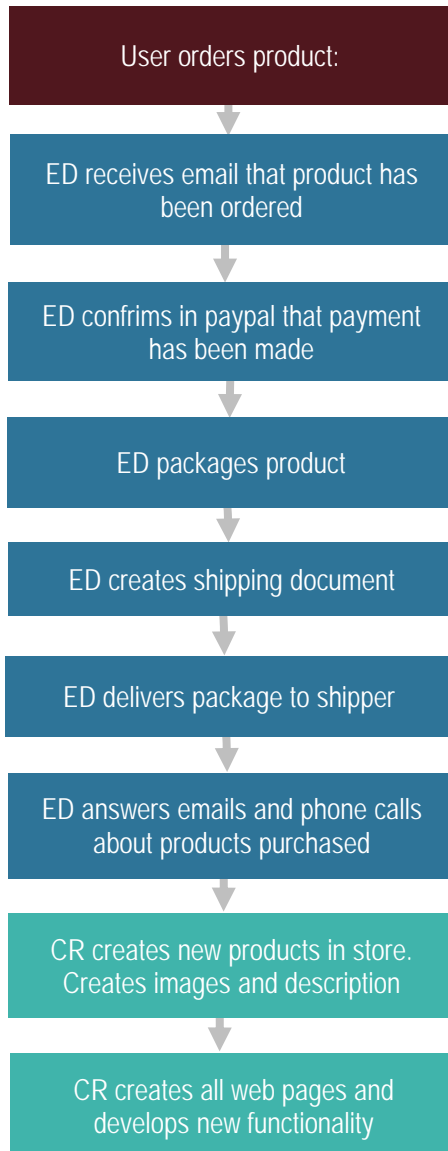 User orders product:
ED receives email that product has
been ordered
ED confrims in paypal that payment
has been made
ED packages product
ED creates shipping document
ED delivers package to shipper
ED answers emails and phone calls
about products purchased
CR creates new products in store.
Creates images and description
CR creates all web pages and
develops new functionality